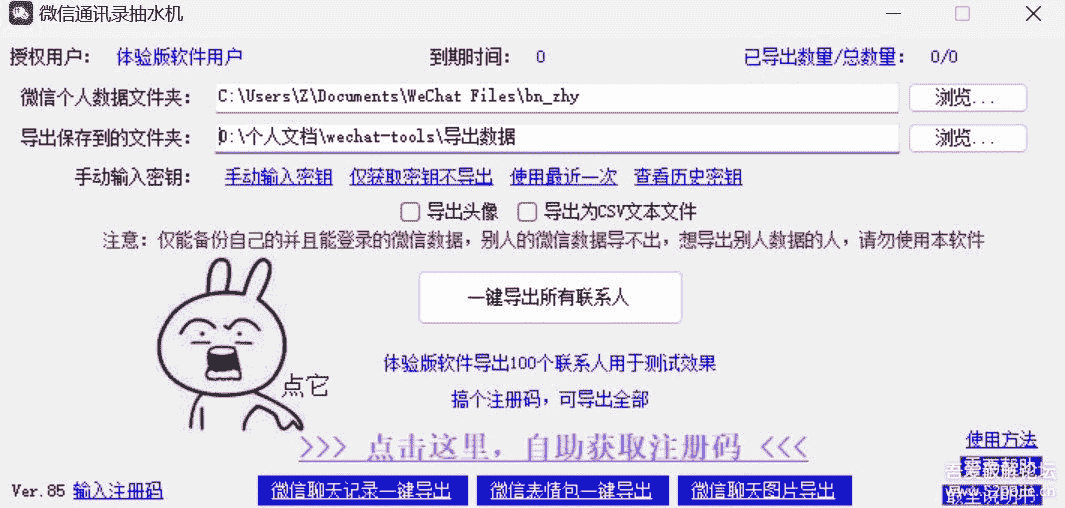 微信通讯录抽水机
授权用户： 体验版软件用户 到期时间： 0 已导出数量/总数量： 0/0
微信个人数据文件夹： C:\Users\Z\Documents\WeChat Files\bn_zhy 浏览...
导出保存到的文件夹： D:\个人文档\wechat-tools\导出数据 浏览...
手动输入密钥： 手动输入密钥 仅获取密钥不导出 使用最近一次 查看历史密钥
导出头像 导出为CSV文本文件
注意：仅能备份自己的并且能登录的微信数据，别人的微信数据导不出，想导出别人数据的人，请勿使用本软件
一键导出所有联系人
体验版软件导出100个联系人用于测试效果
点它
搞个注册码，可导出全部
>>> 点击这里，自助获取注册码 <<<
使用方法
吾爱破解论坛
Ver.85 输入注册码 微信聊天记录一键导出 微信表情包一键导出 微信聊天图片导出
www.52pojie.cn